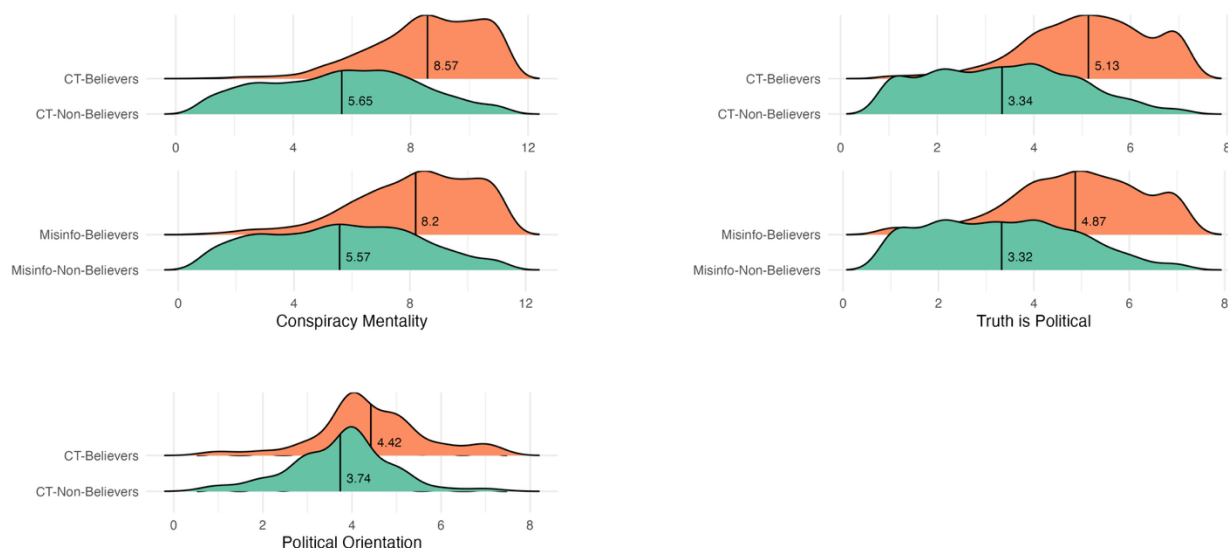 CT-Believers
8.57
CT-Non-Believers
5.65
0 4 8 12
Misinfo-Believers
8.2
Misinfo-Non-Believers
5.57
0 4 8 12
Conspiracy Mentality
CT-Believers
5.13
CT-Non-Believers
3.34
0 2 4 6 8
Misinfo-Believers
4.87
Misinfo-Non-Believers
3.32
0 2 4 6 8
Truth is Political
CT-Believers
4.42
CT-Non-Believers
3.74
0 2 4 6 8
Political Orientation